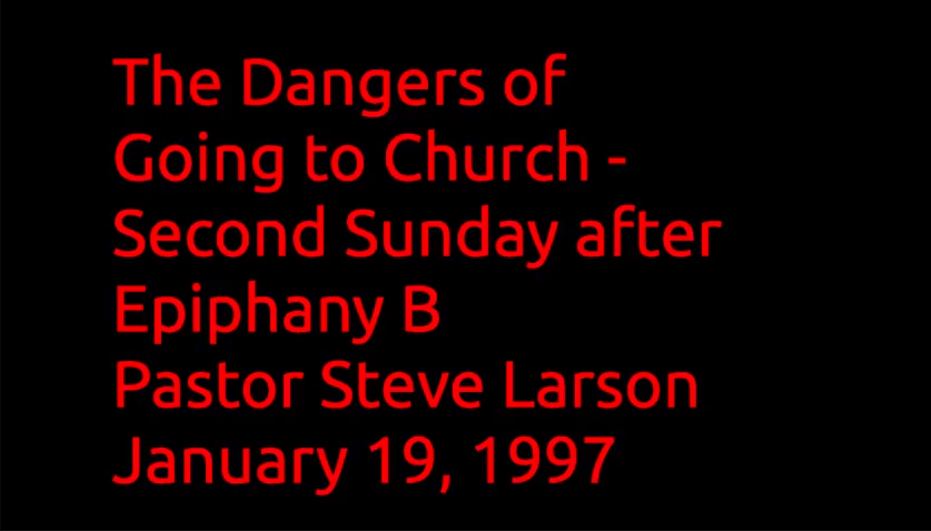 The Dangers of
Going to Church -
Second Sunday after
Epiphany B
Pastor Steve Larson
January 19, 1997